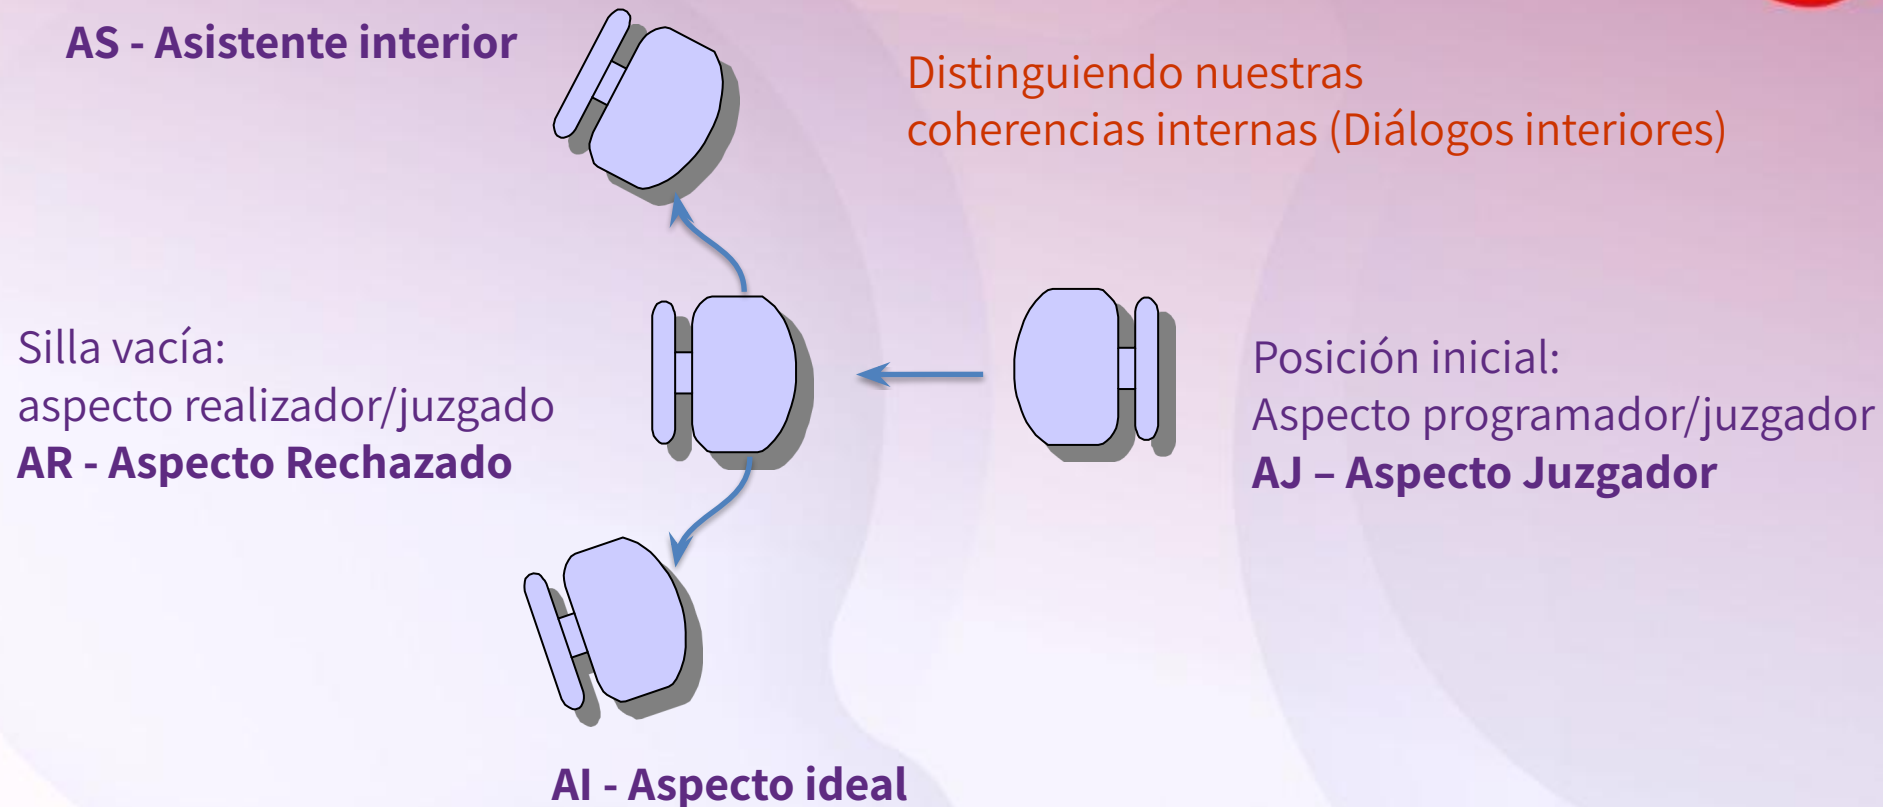 AS - Asistente interior
Distinguiendo nuestras
coherencias internas (Diálogos interiores)
Silla vacía:
aspecto realizador/juzgado
AR - Aspecto Rechazado
Posición inicial:
Aspecto programador/juzgador
AJ – Aspecto Juzgador
AI - Aspecto ideal